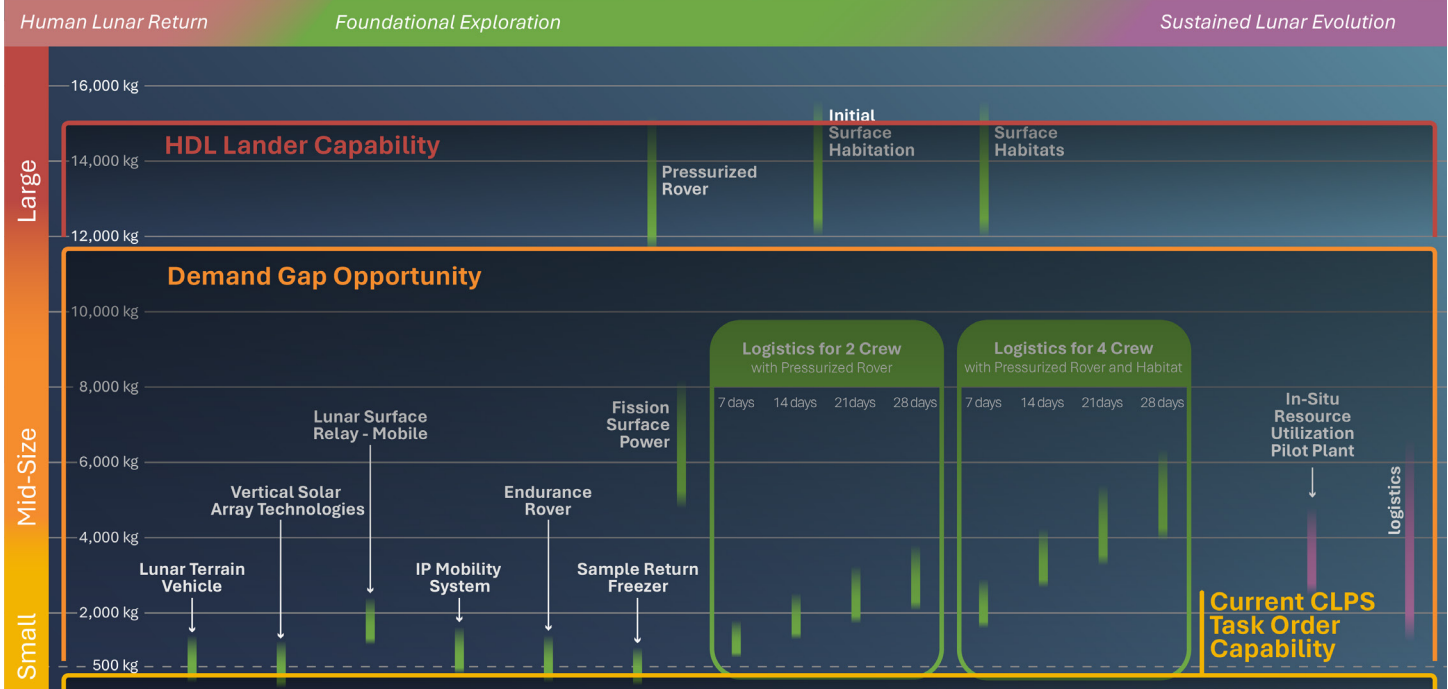 Human Lunar Return
Foundational Exploration
Sustained Lunar Evolution
Large
Mid-Size
Small
16,000 kg
14,000 kg
12,000 kg
10,000 kg
8,000 kg
6,000 kg
4,000 kg
2,000 kg
500 kg
HDL Lander Capability
Pressurized
Rover
Initial
Surface
Habitation
Surface
Habitats
Demand Gap Opportunity
Lunar Terrain
Vehicle
Vertical Solar
Array Technologies
Lunar Surface
Relay - Mobile
IP Mobility
System
Endurance
Rover
Sample Return
Freezer
Fission
Surface
Power
Logistics for 2 Crew
with Pressurized Rover
7 days
14 days
21days
28 days
Logistics for 4 Crew
with Pressurized Rover and Habitat
7 days
14 days
21days
28 days
In-Situ
Resource
Utilization
Pilot Plant
logistics
Current CLPS
Task Order
Capability